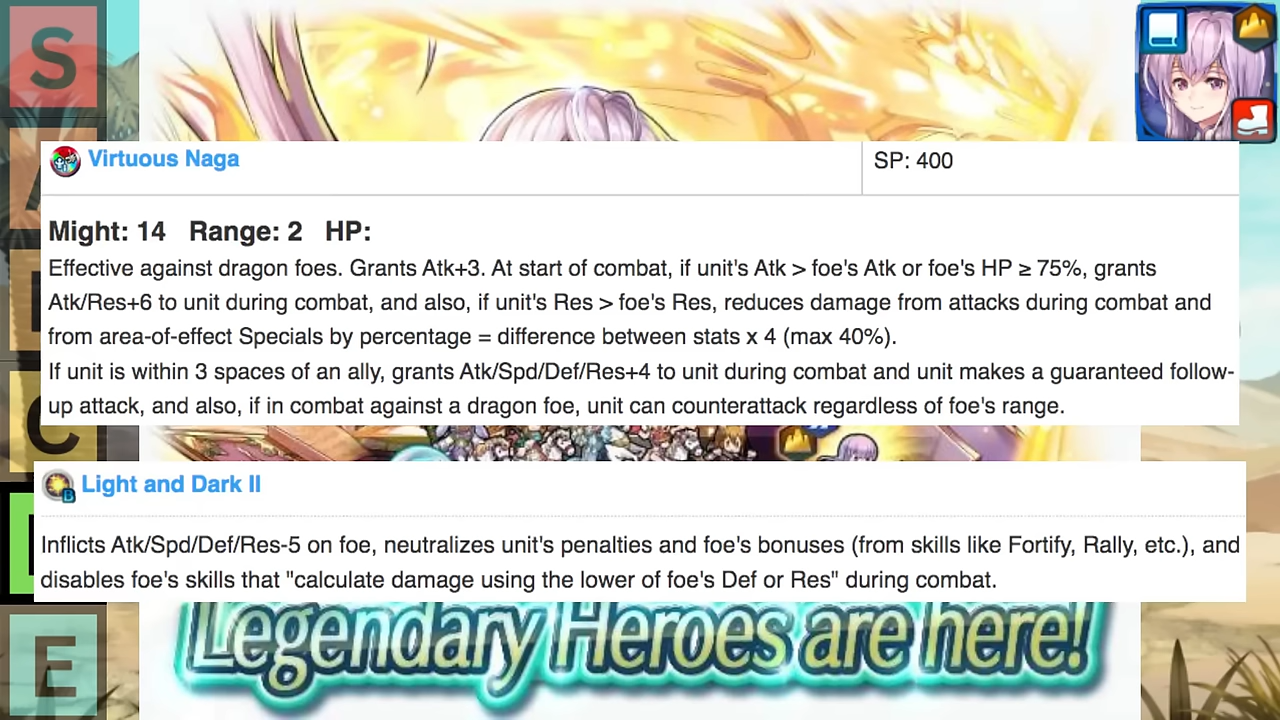 S
Virtuous Naga
SP: 400
A
Might: 14 Range: 2 HP:
Effective against dragon foes. Grants Atk+3. At start of combat, if unit's Atk > foe's Atk or foe's HP ≥ 75%, grants
Atk/Res+6 to unit during combat, and also, if unit's Res > foe's Res, reduces damage from attacks during combat and
from area-of-effect Specials by percentage = difference between stats x 4 (max 40%).
If unit is within 3 spaces of an ally, grants Atk/Spd/Def/Res+4 to unit during combat and unit makes a guaranteed follow-
up attack, and also, if in combat against a dragon foe, unit can counterattack regardless of foe's range.
C
Light and Dark II
Inflicts Atk/Spd/Def/Res-5 on foe, neutralizes unit's penalties and foe's bonuses (from skills like Fortify, Rally, etc.), and
disables foe's skills that "calculate damage using the lower of foe's Def or Res" during combat.
Legendary Heroes are here!
E